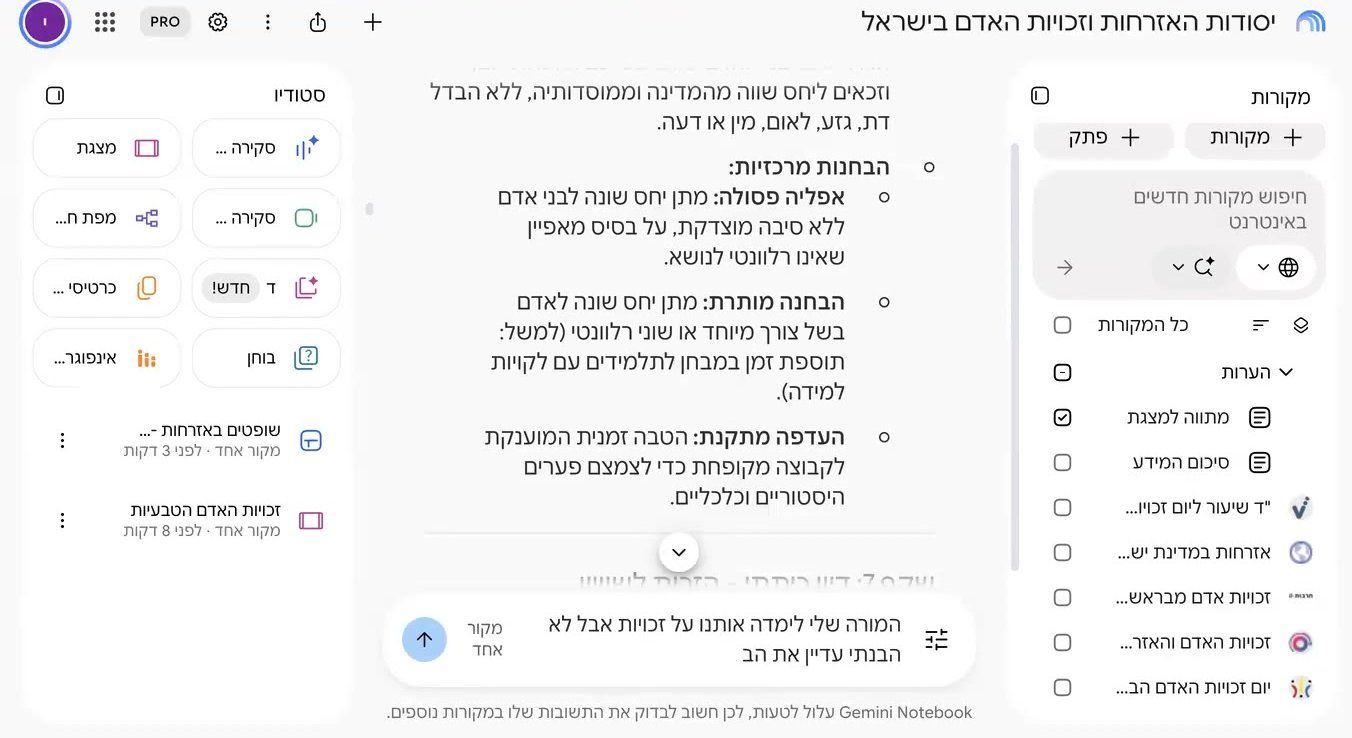 יסודות האזרחות וזכויות האדם בישראל
PRO
מקורות
+ מקורות
+ פתק
חיפוש מקורות חדשים
באינטרנט
כל המקורות
הערות
מתווה למצגת
סיכום המידע
"ד שיעור ליום זכויו...
אזרחות במדינת יש...
זכויות אדם מבראש...
זכויות האדם והאזר...
יום זכויות האדם הב...
וזכאים ליחס שווה מהמדינה וממוסדותיה, ללא הבדל
דת, גזע, לאום, מין או דעה.
הבחנות מרכזיות:
אפליה פסולה: מתן יחס שונה לבני אדם
ללא סיבה מוצדקת, על בסיס מאפיין
שאינו רלוונטי לנושא.
הבחנה מותרת: מתן יחס שונה לאדם
בשל צורך מיוחד או שוני רלוונטי (למשל:
תוספת זמן במבחן לתלמידים עם לקויות
למידה).
העדפה מתקנת: הטבה זמנית המוענקת
לקבוצה מקופחת כדי לצמצם פערים
היסטוריים וכלכליים.
המורה שלי לימדה אותנו על זכויות אבל לא
הבנתי עדיין את הב
מקור
אחד
Gemini Notebook עלול לטעות, לכן חשוב לבדוק את התשובות שלו במקורות נוספים.
סטודיו
סקירה ...
מצגת
סקירה ...
מפת ח...
ד חדש!
כרטיסי ...
בוחן
אינפוגר...
שופטים באזרחות -...
מקור אחד · לפני 3 דקות
זכויות האדם הטבעיות
מקור אחד · לפני 8 דקות